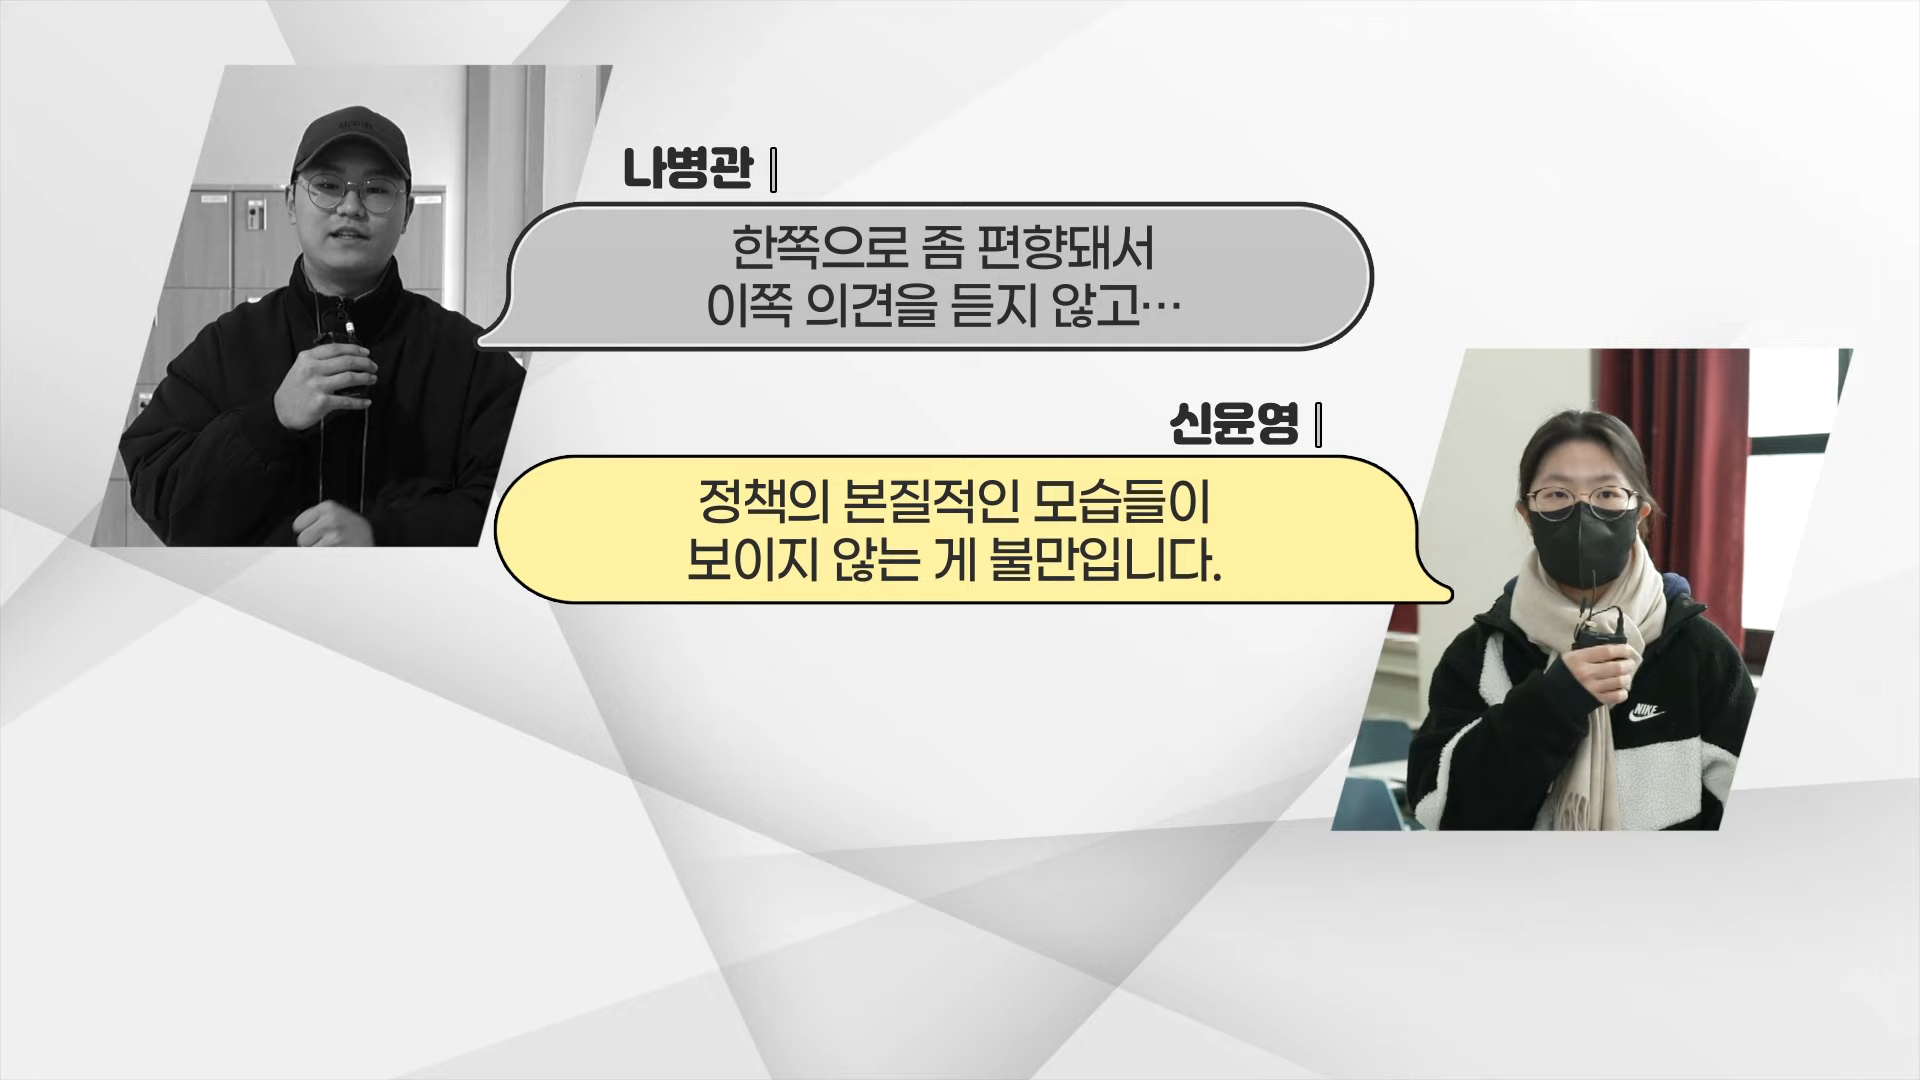 나병관
한쪽으로 좀 편향돼서
이쪽 의견을 듣지 않고…
신윤영
정책의 본질적인 모습들이
보이지 않는 게 불만입니다.
NIKE